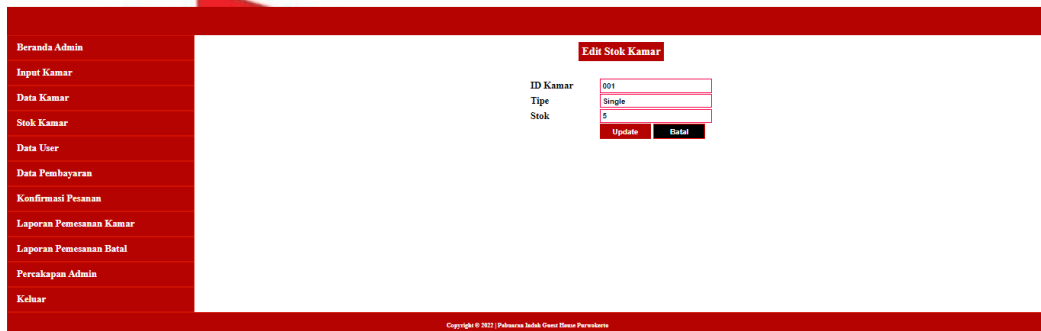 Beranda Admin
Input Kamar
Data Kamar
Stok Kamar
Data User
Data Pembayaran
Konfirmasi Pesanan
Laporan Pemesanan Kamar
Laporan Pemesanan Batal
Percakapan Admin
Keluar
Edit Stok Kamar
ID Kamar 001
Tipe Single
Stok 5
Update Batal
Copyright © 2022 | Pabuaran Indah Guest House Purwokerto